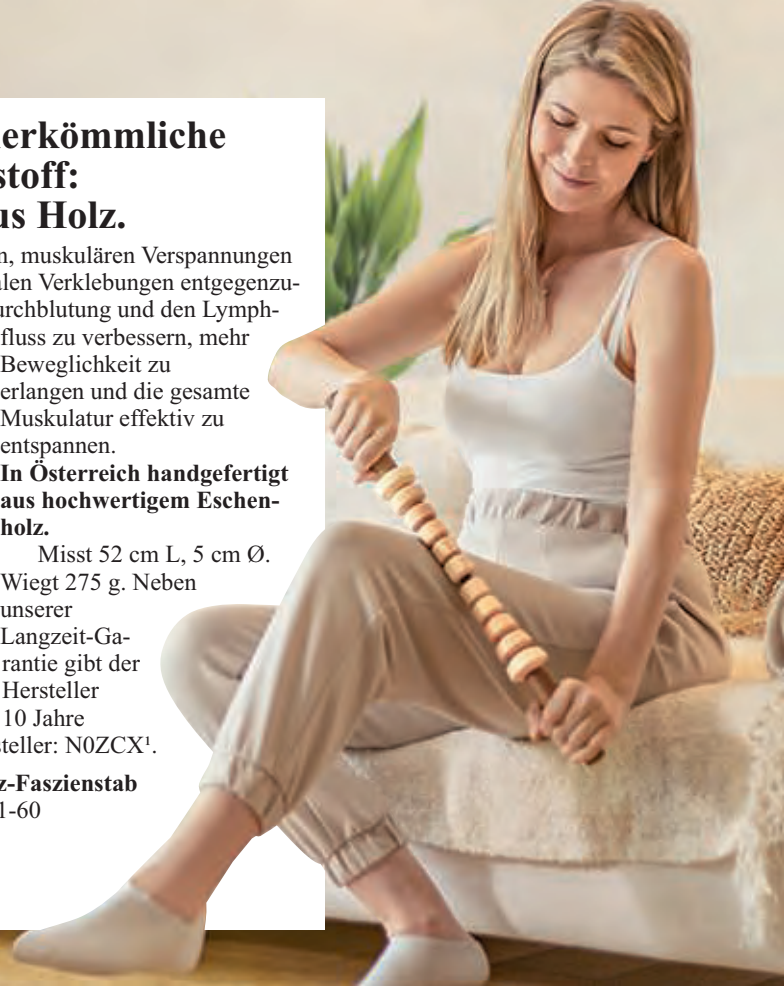 erkömmliche
stoff:
us Holz.
n, muskulären Verspannungen
len Verklebungen entgegenzu-
urchblutung und den Lymph-
fluss zu verbessern, mehr
Beweglichkeit zu
erlangen und die gesamte
Muskulatur effektiv zu
entspannen.
In Österreich handgefertigt
aus hochwertigem Eschen-
holz.
Misst 52 cm L, 5 cm Ø.
Wiegt 275 g. Neben
unserer
Langzeit-Ga-
rantie gibt der
Hersteller
10 Jahre
steller: N0ZCX¹.
z-Faszienstab
1-60